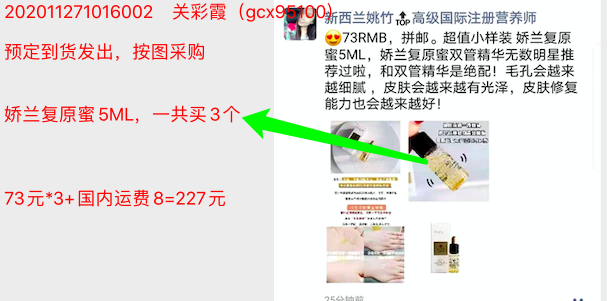 202011271016002 关彩霞（gcx95100）
预定到货发出，按图采购
娇兰复原蜜5ML，一共买3个
73元*3+国内运费8=227元
新西兰姚竹🔝高级国际注册营养师
😍73RMB，拼邮。超值小样装 娇兰复原
蜜5ML，娇兰复原蜜双管精华无数明星推
荐过啦，和双管精华是绝配！毛孔会越来
越细腻，皮肤会越来越有光泽，皮肤修复
能力也会越来越好！
25分钟前